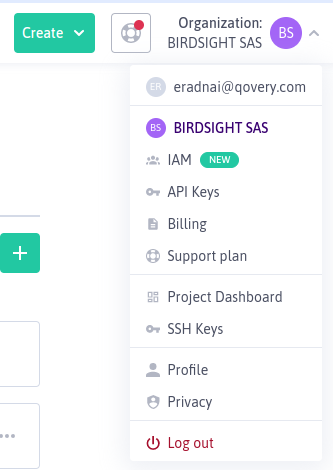 Create
Organization:
BIRDSIGHT SAS
BS
ER
eradnai@qovery.com
BS
BIRDSIGHT SAS
IAM
NEW
API Keys
Billing
Support plan
Project Dashboard
SSH Keys
Profile
Privacy
Log out